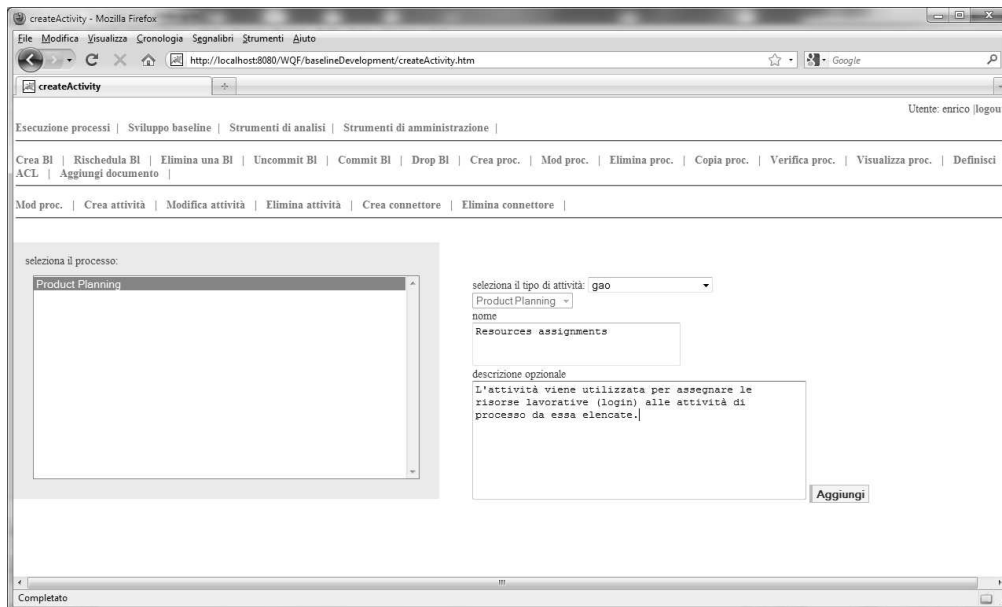 createActivity - Mozilla Firefox
File Modifica Visualizza Cronologia Segnalibri Strumenti Aiuto
http://localhost:8080/WQF/baselineDevelopment/createActivity.htm
Google
createActivity
Utente: enrico |logou
Esecuzione processi | Sviluppo baseline | Strumenti di analisi | Strumenti di amministrazione |
Crea Bl | Rischedula Bl | Elimina una Bl | Uncommit Bl | Commit Bl | Drop Bl | Crea proc. | Mod proc. | Elimina proc. | Copia proc. | Verifica proc. | Visualizza proc. | Definisci
ACL | Aggiungi documento |
Mod proc. | Crea attività | Modifica attività | Elimina attività | Crea connettore | Elimina connettore |
seleziona il processo:
Product Planning
seleziona il tipo di attività: gao
Product Planning
nome
Resources assignments
descrizione opzionale
L'attività viene utilizzata per assegnare le
risorse lavorative (login) alle attività di
processo da essa elencate.
Aggiungi
Completato